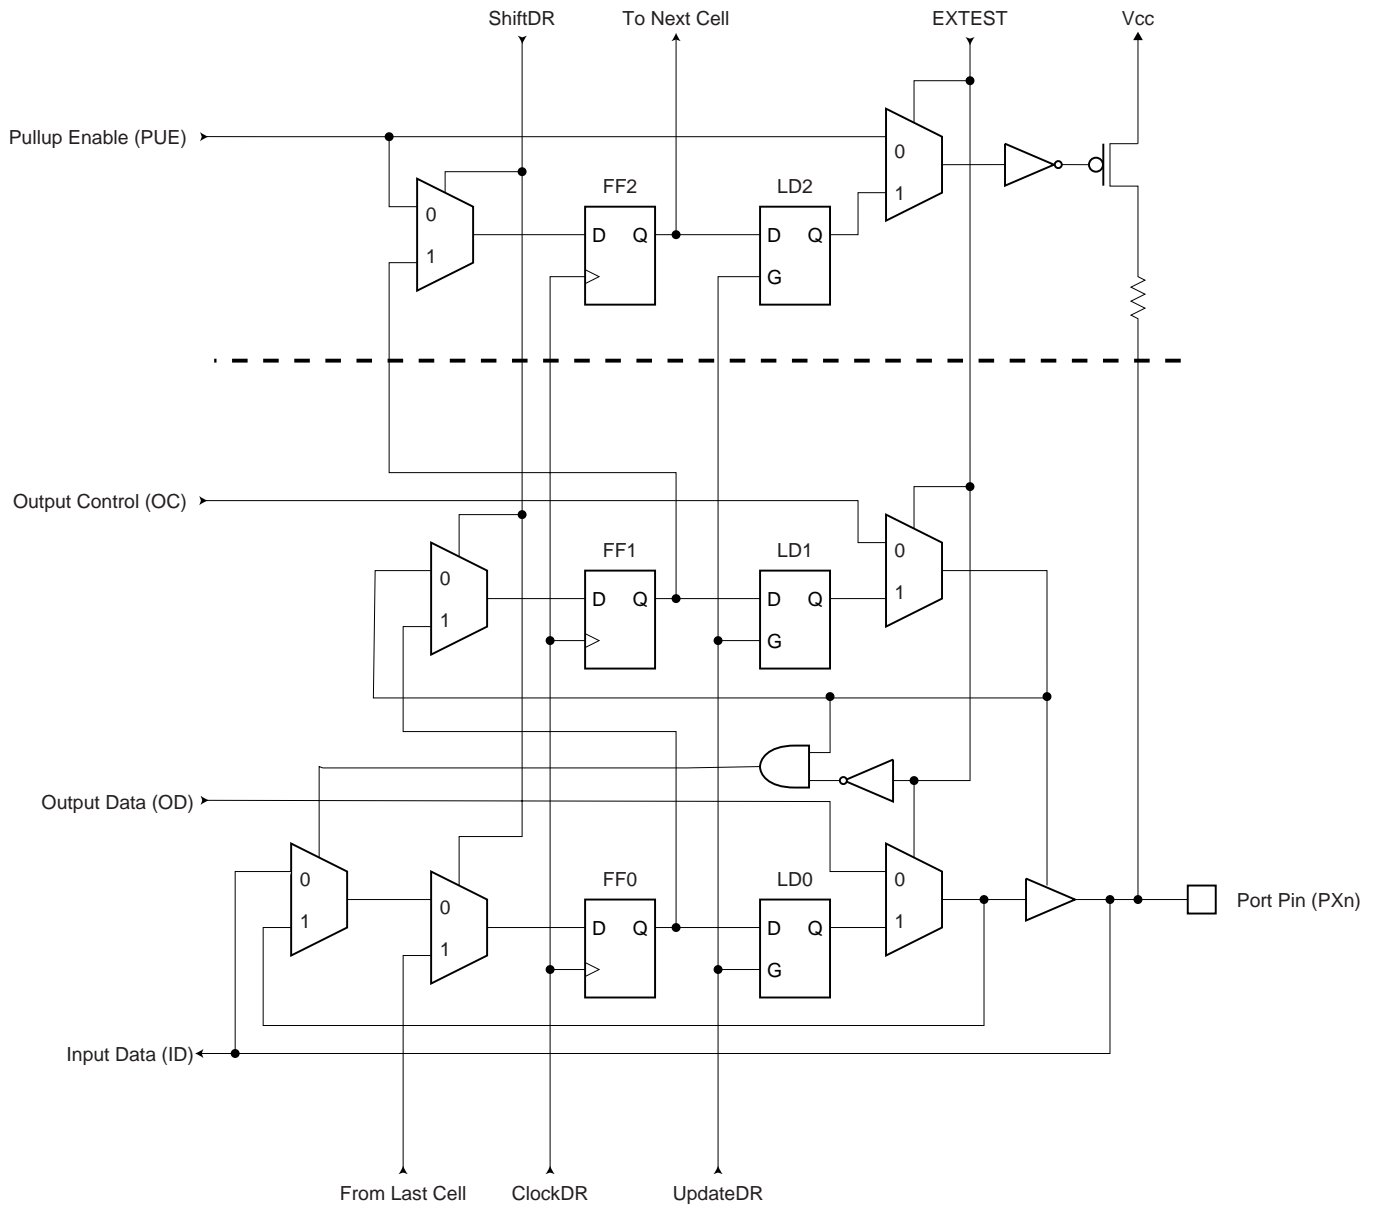 ShiftDR To Next Cell EXTEST Vcc
Pullup Enable (PUE)
0
1
FF2 LD2
0
1
D Q D Q
G
Output Control (OC)
FF1 LD1
0
1
0
1
D Q D Q
G
Output Data (OD)
FF0 LD0
0
1
0
1
0
1
D Q D Q
G
Port Pin (PXn)
Input Data (ID)
From Last Cell ClockDR UpdateDR